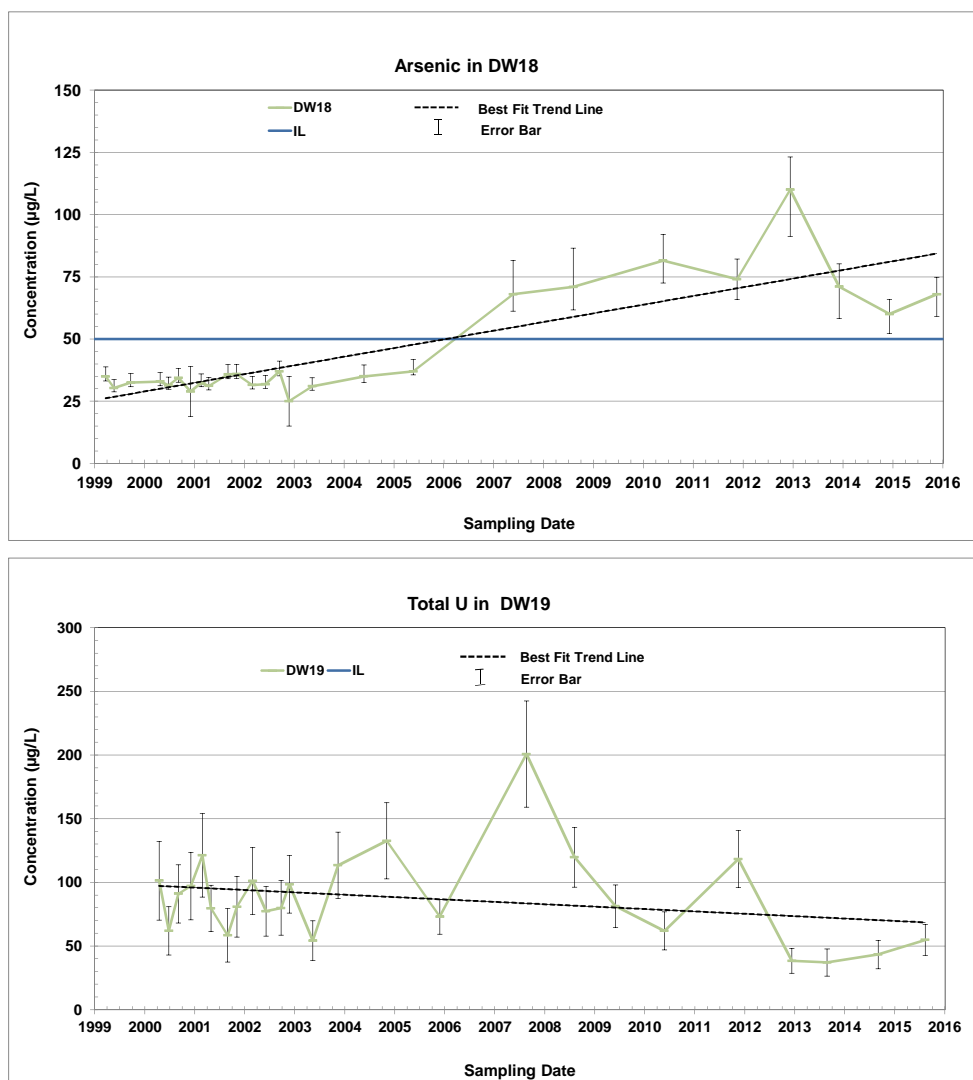 Arsenic in DW18
DW18
Best Fit Trend Line
IL
Error Bar
Concentration (µg/L)
150
125
100
75
50
25
0
1999 2000 2001 2002 2003 2004 2005 2006 2007 2008 2009 2010 2011 2012 2013 2014 2015 2016
Sampling Date
Total U in DW19
DW19 IL
Best Fit Trend Line
Error Bar
Concentration (µg/L)
300
250
200
150
100
50
0
1999 2000 2001 2002 2003 2004 2005 2006 2007 2008 2009 2010 2011 2012 2013 2014 2015 2016
Sampling Date